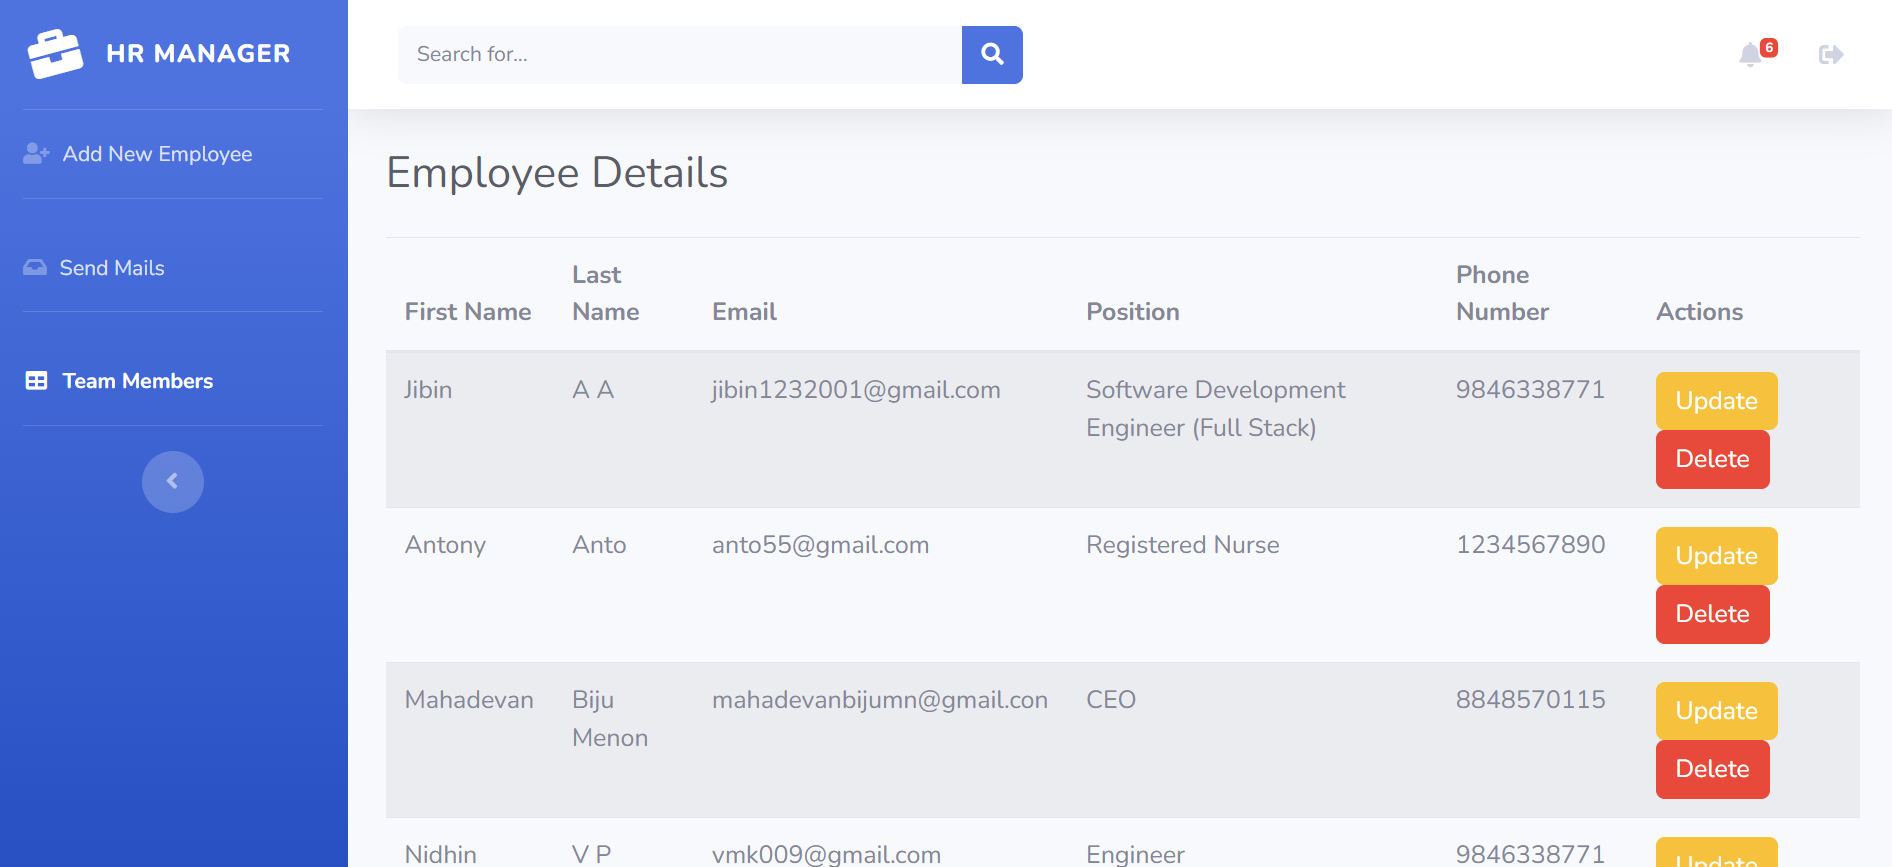 HR MANAGER
Search for...
6
Add New Employee
Send Mails
Team Members
Employee Details
First Name Last Name Email Position Phone Number Actions
Jibin A A jibin1232001@gmail.com Software Development Engineer (Full Stack) 9846338771 Update Delete
Antony Anto anto55@gmail.com Registered Nurse 1234567890 Update Delete
Mahadevan Biju Menon mahadevanbijumn@gmail.con CEO 8848570115 Update Delete
Nidhin V P vmk009@gmail.com Engineer 9846338771 Update